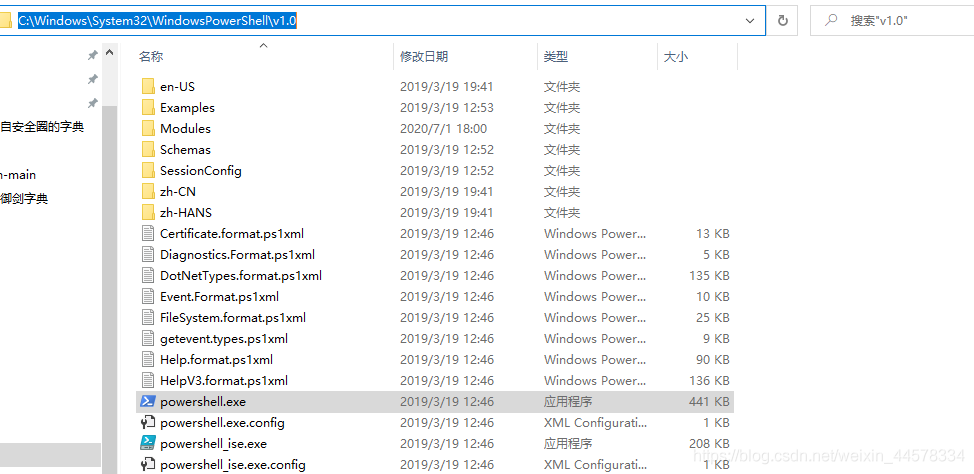 C:\Windows\System32\WindowsPowerShell\v1.0
搜索"v1.0"
名称 修改日期 类型 大小
en-US 2019/3/19 19:41 文件夹
Examples 2019/3/19 12:53 文件夹
自安全圈的字典
Modules 2020/7/1 18:00 文件夹
Schemas 2019/3/19 12:52 文件夹
n-main
SessionConfig 2019/3/19 12:52 文件夹
御剑字典
zh-CN 2019/3/19 19:41 文件夹
zh-HANS 2019/3/19 19:41 文件夹
Certificate.format.ps1xml 2019/3/19 12:46 Windows Power... 13 KB
Diagnostics.Format.ps1xml 2019/3/19 12:46 Windows Power... 5 KB
DotNetTypes.format.ps1xml 2019/3/19 12:46 Windows Power... 135 KB
Event.Format.ps1xml 2019/3/19 12:46 Windows Power... 10 KB
FileSystem.format.ps1xml 2019/3/19 12:46 Windows Power... 25 KB
getevent.types.ps1xml 2019/3/19 12:46 Windows Power... 9 KB
Help.format.ps1xml 2019/3/19 12:46 Windows Power... 90 KB
HelpV3.format.ps1xml 2019/3/19 12:46 Windows Power... 136 KB
powershell.exe 2019/3/19 12:46 应用程序 441 KB
powershell.exe.config 2019/3/19 12:46 XML Configurati... 1 KB
powershell_ise.exe 2019/3/19 12:46 应用程序 208 KB
powershell_ise.exe.config 2019/3/19 12:46 XML Configurati... 1 KB
https://blog.csdn.net/weixin_44578334